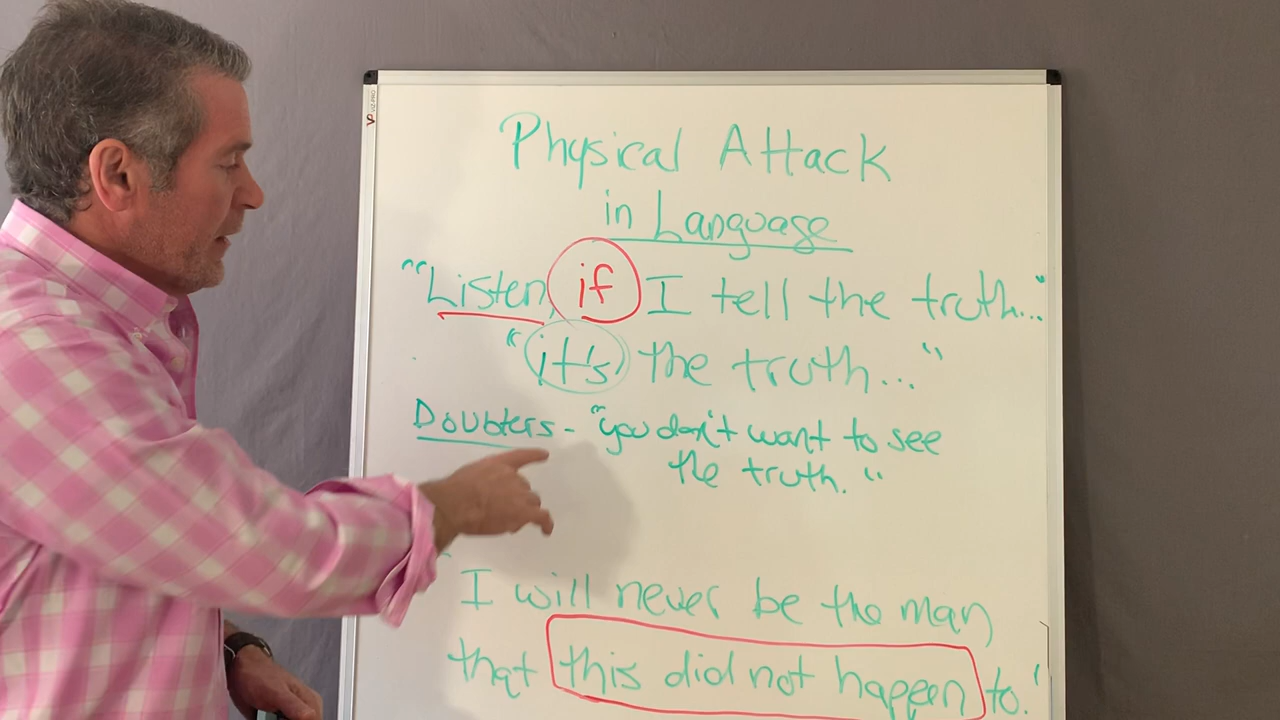 Physical Attack
in Language
"Listen, if I tell the truth..."
"it's the truth..."
Doubters - "you don't want to see
the truth."
"I will never be the man
that this did not happen to."